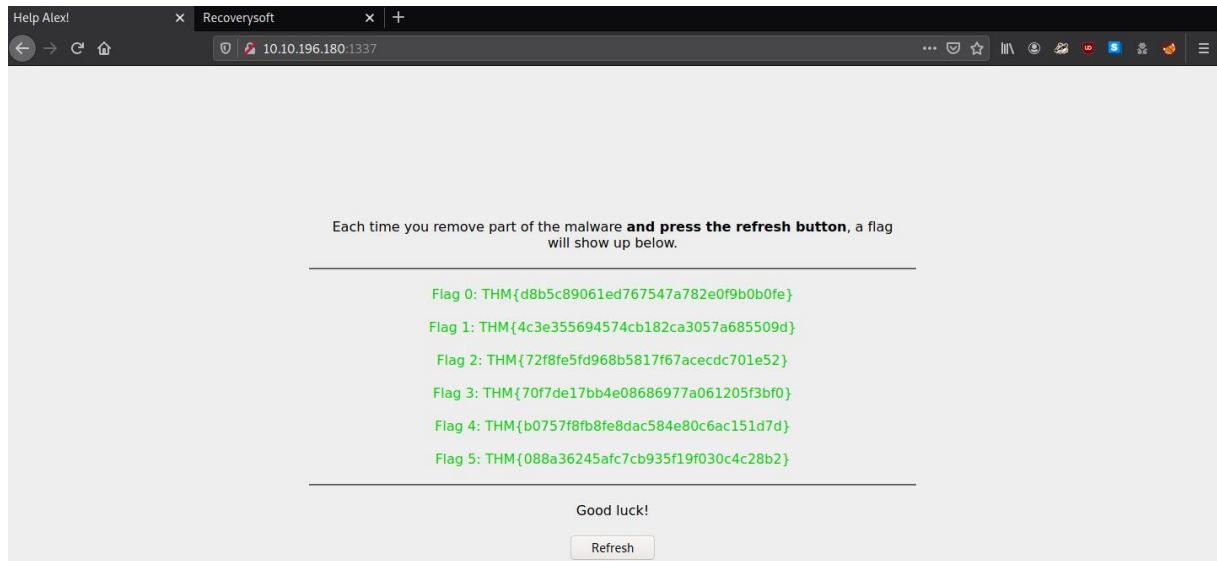 Help Alex!
Recoverysoft
10.10.196.180:1337
Each time you remove part of the malware and press the refresh button, a flag
will show up below.
Flag 0: THM{d8b5c89061ed767547a782e0f9b0b0fe}
Flag 1: THM{4c3e355694574cb182ca3057a685509d}
Flag 2: THM{72f8fe5fd968b5817f67acecdc701e52}
Flag 3: THM{70f7de17bb4e08686977a061205f3bf0}
Flag 4: THM{b0757f8fb8fe8dac584e80c6ac151d7d}
Flag 5: THM{088a36245afc7cb935f19f030c4c28b2}
Good luck!
Refresh